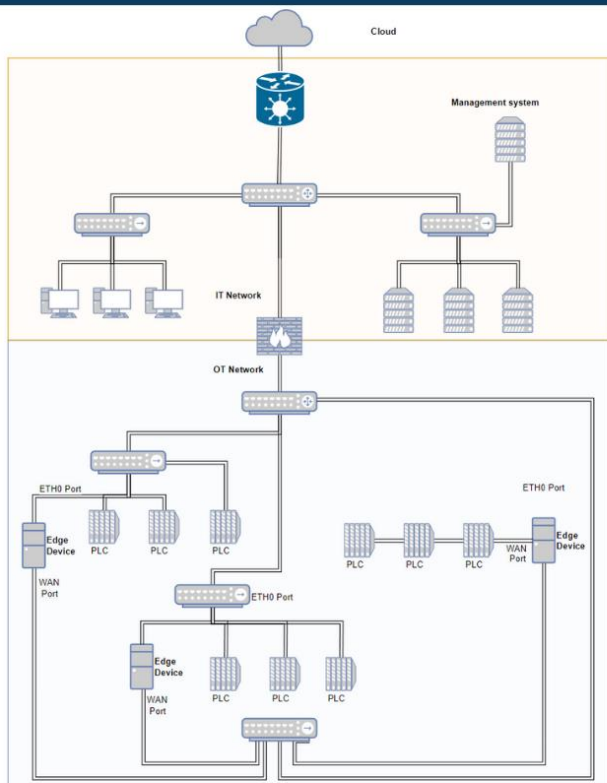 Cloud
Management system
IT Network
OT Network
ETH0 Port
ETH0 Port
Edge
Device
PLC
PLC
PLC
PLC
PLC
PLC
WAN
Port
Edge
Device
WAN
Port
ETH0 Port
Edge
Device
PLC
PLC
PLC
WAN
Port